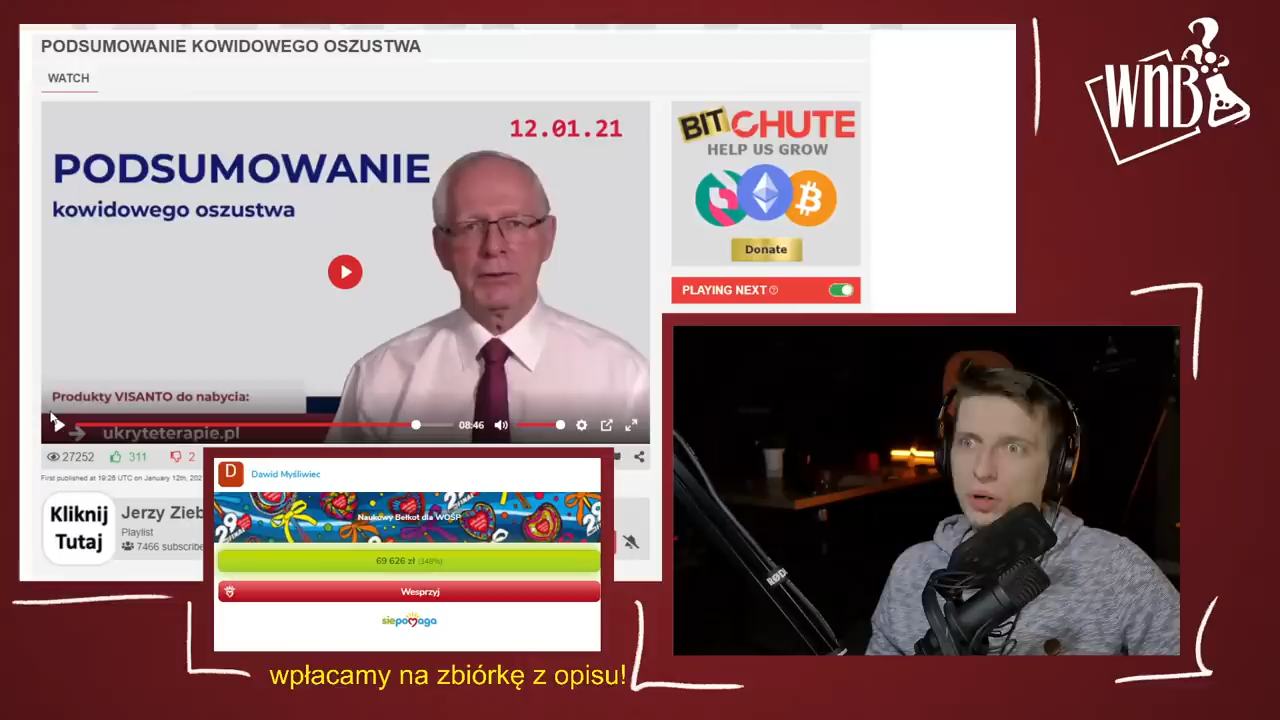 PODSUMOWANIE KOWIDOWEGO OSZUSTWA
WATCH
12.01.21
PODSUMOWANIE
kowidowego oszustwa
Produkty VISANTO do nabycia:
ukryteterapie.pl
08:46
27252
311
2
First published at 19:26 UTC on January 12th, 202
Kliknij
Tutaj
Jerzy Zieb
Playlist
7466 subscribe
BITCHUTE
HELP US GROW
Donate
PLAYING NEXT
WNB
D
Dawid Myśliwiec
Naukowy Bełkot dla WOŚP
69 626 zł (348%)
Wesprzyj
siepomaga
wpłacamy na zbiórkę z opisu!
RØDE